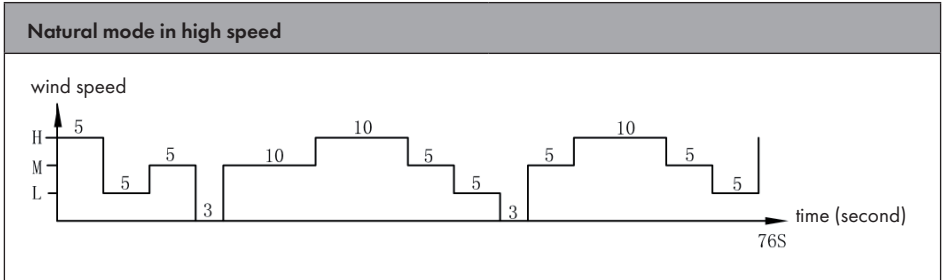 Natural mode in high speed
wind speed
H 5 10 10
M 5 10 5 5 5
L 5 5 5
3 3
time (second)
76S